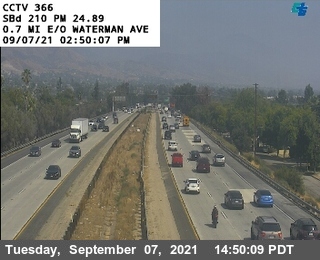 CCTV 366
SBd 210 PM 24.89
0.7 MI E/O WATERMAN AVE
09/07/21 02:50:07 PM
Tuesday, September 07, 2021 14:50:09 PDT